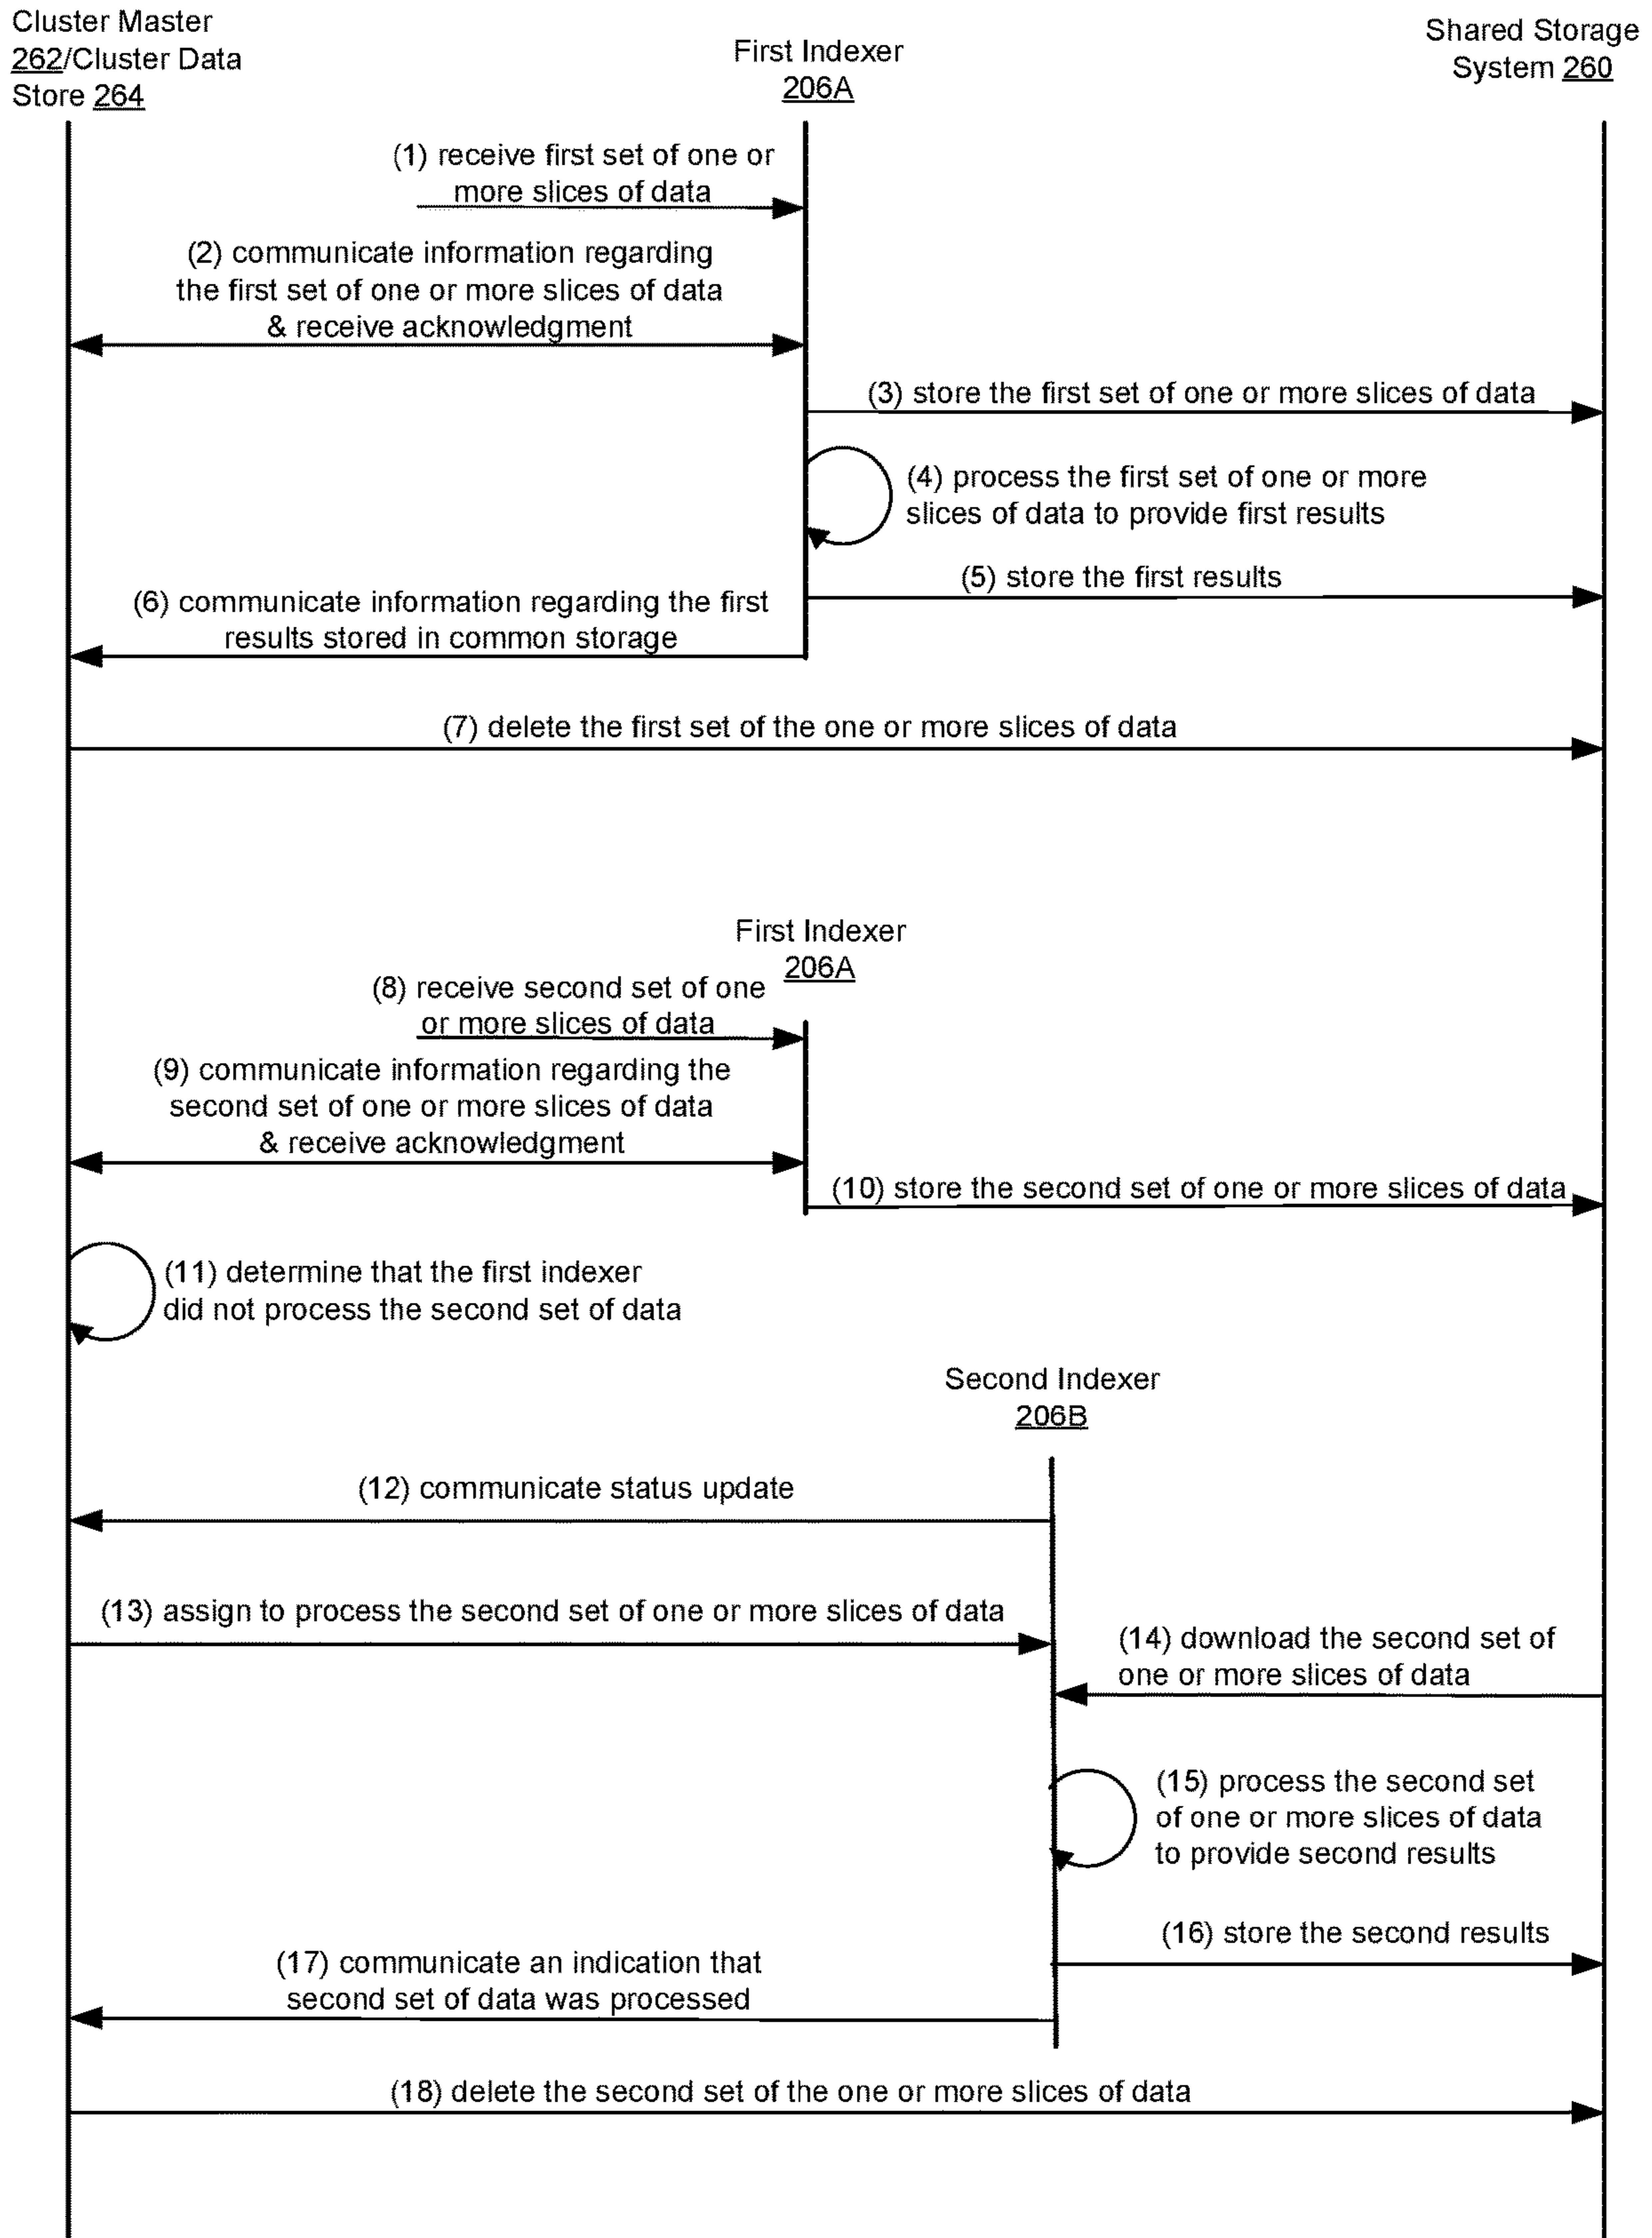 Cluster Master
262/Cluster Data
Store 264
First Indexer
206A
Shared Storage
System 260
(1) receive first set of one or
more slices of data
(2) communicate information regarding
the first set of one or more slices of data
& receive acknowledgment
(3) store the first set of one or more slices of data
(4) process the first set of one or more
slices of data to provide first results
(5) store the first results
(6) communicate information regarding the first
results stored in common storage
(7) delete the first set of the one or more slices of data
First Indexer
206A
(8) receive second set of one
or more slices of data
(9) communicate information regarding the
second set of one or more slices of data
& receive acknowledgment
(10) store the second set of one or more slices of data
(11) determine that the first indexer
did not process the second set of data
Second Indexer
206B
(12) communicate status update
(13) assign to process the second set of one or more slices of data
(14) download the second set of
one or more slices of data
(15) process the second set
of one or more slices of data
to provide second results
(16) store the second results
(17) communicate an indication that
second set of data was processed
(18) delete the second set of the one or more slices of data